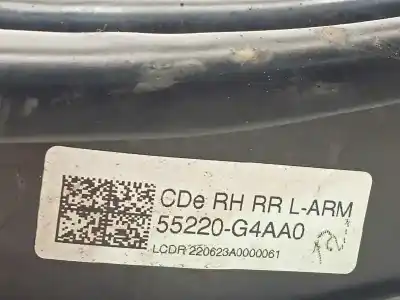 CDe RH RR L-ARM
55220-G4AA0
LCDR 220623A0000061